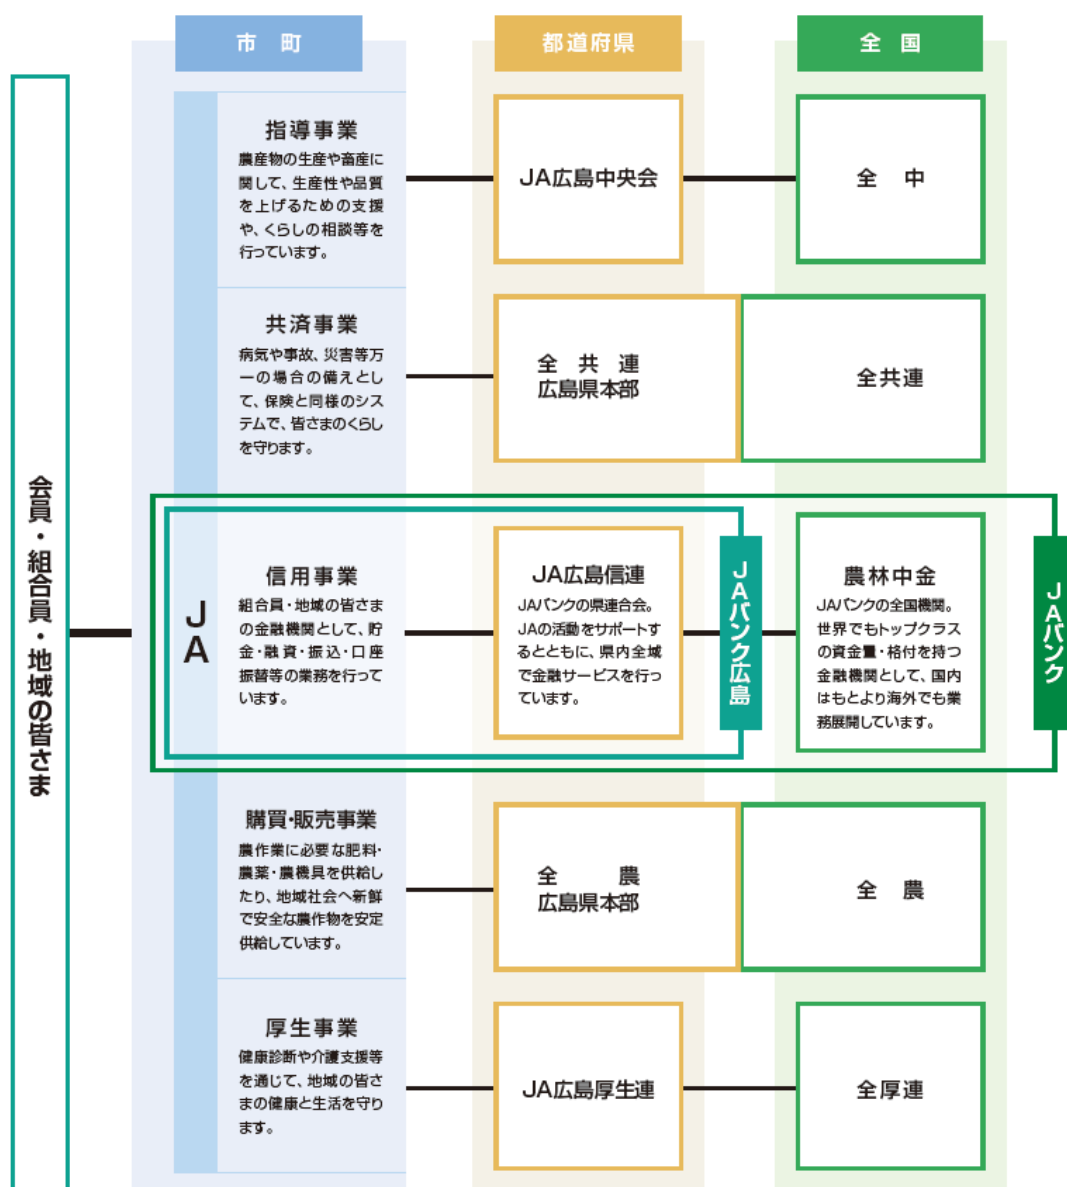 市 町
都道府県
全 国
会員・組合員・地域の皆さま
JA
指導事業
農産物の生産や畜産に
関して、生産性や品質
を上げるための支援
や、くらしの相談等を
行っています。
JA広島中央会
全 中
共済事業
病気や事故、災害等万
一の場合の備えとし
て、保険と同様のシス
テムで、皆さまのくらし
を守ります。
全 共 連
広島県本部
全共連
信用事業
組合員・地域の皆さま
の金融機関として、貯
金・融資・振込・口座
振替等の業務を行って
います。
JA広島信連
JAバンクの県連合会。
JAの活動をサポートす
るとともに、県内全域
で金融サービスを行っ
ています。
JAバンク広島
農林中金
JAバンクの全国機関。
世界でもトップクラス
の資金量・格付を持つ
金融機関として、国内
はもとより海外でも業
務展開しています。
JAバンク
購買・販売事業
農作業に必要な肥料・
農薬・農機具を供給し
たり、地域社会へ新鮮
で安全な農作物を安定
供給しています。
全 農
広島県本部
全 農
厚生事業
健康診断や介護支援等
を通じて、地域の皆さ
まの健康と生活を守り
ます。
JA広島厚生連
全厚連